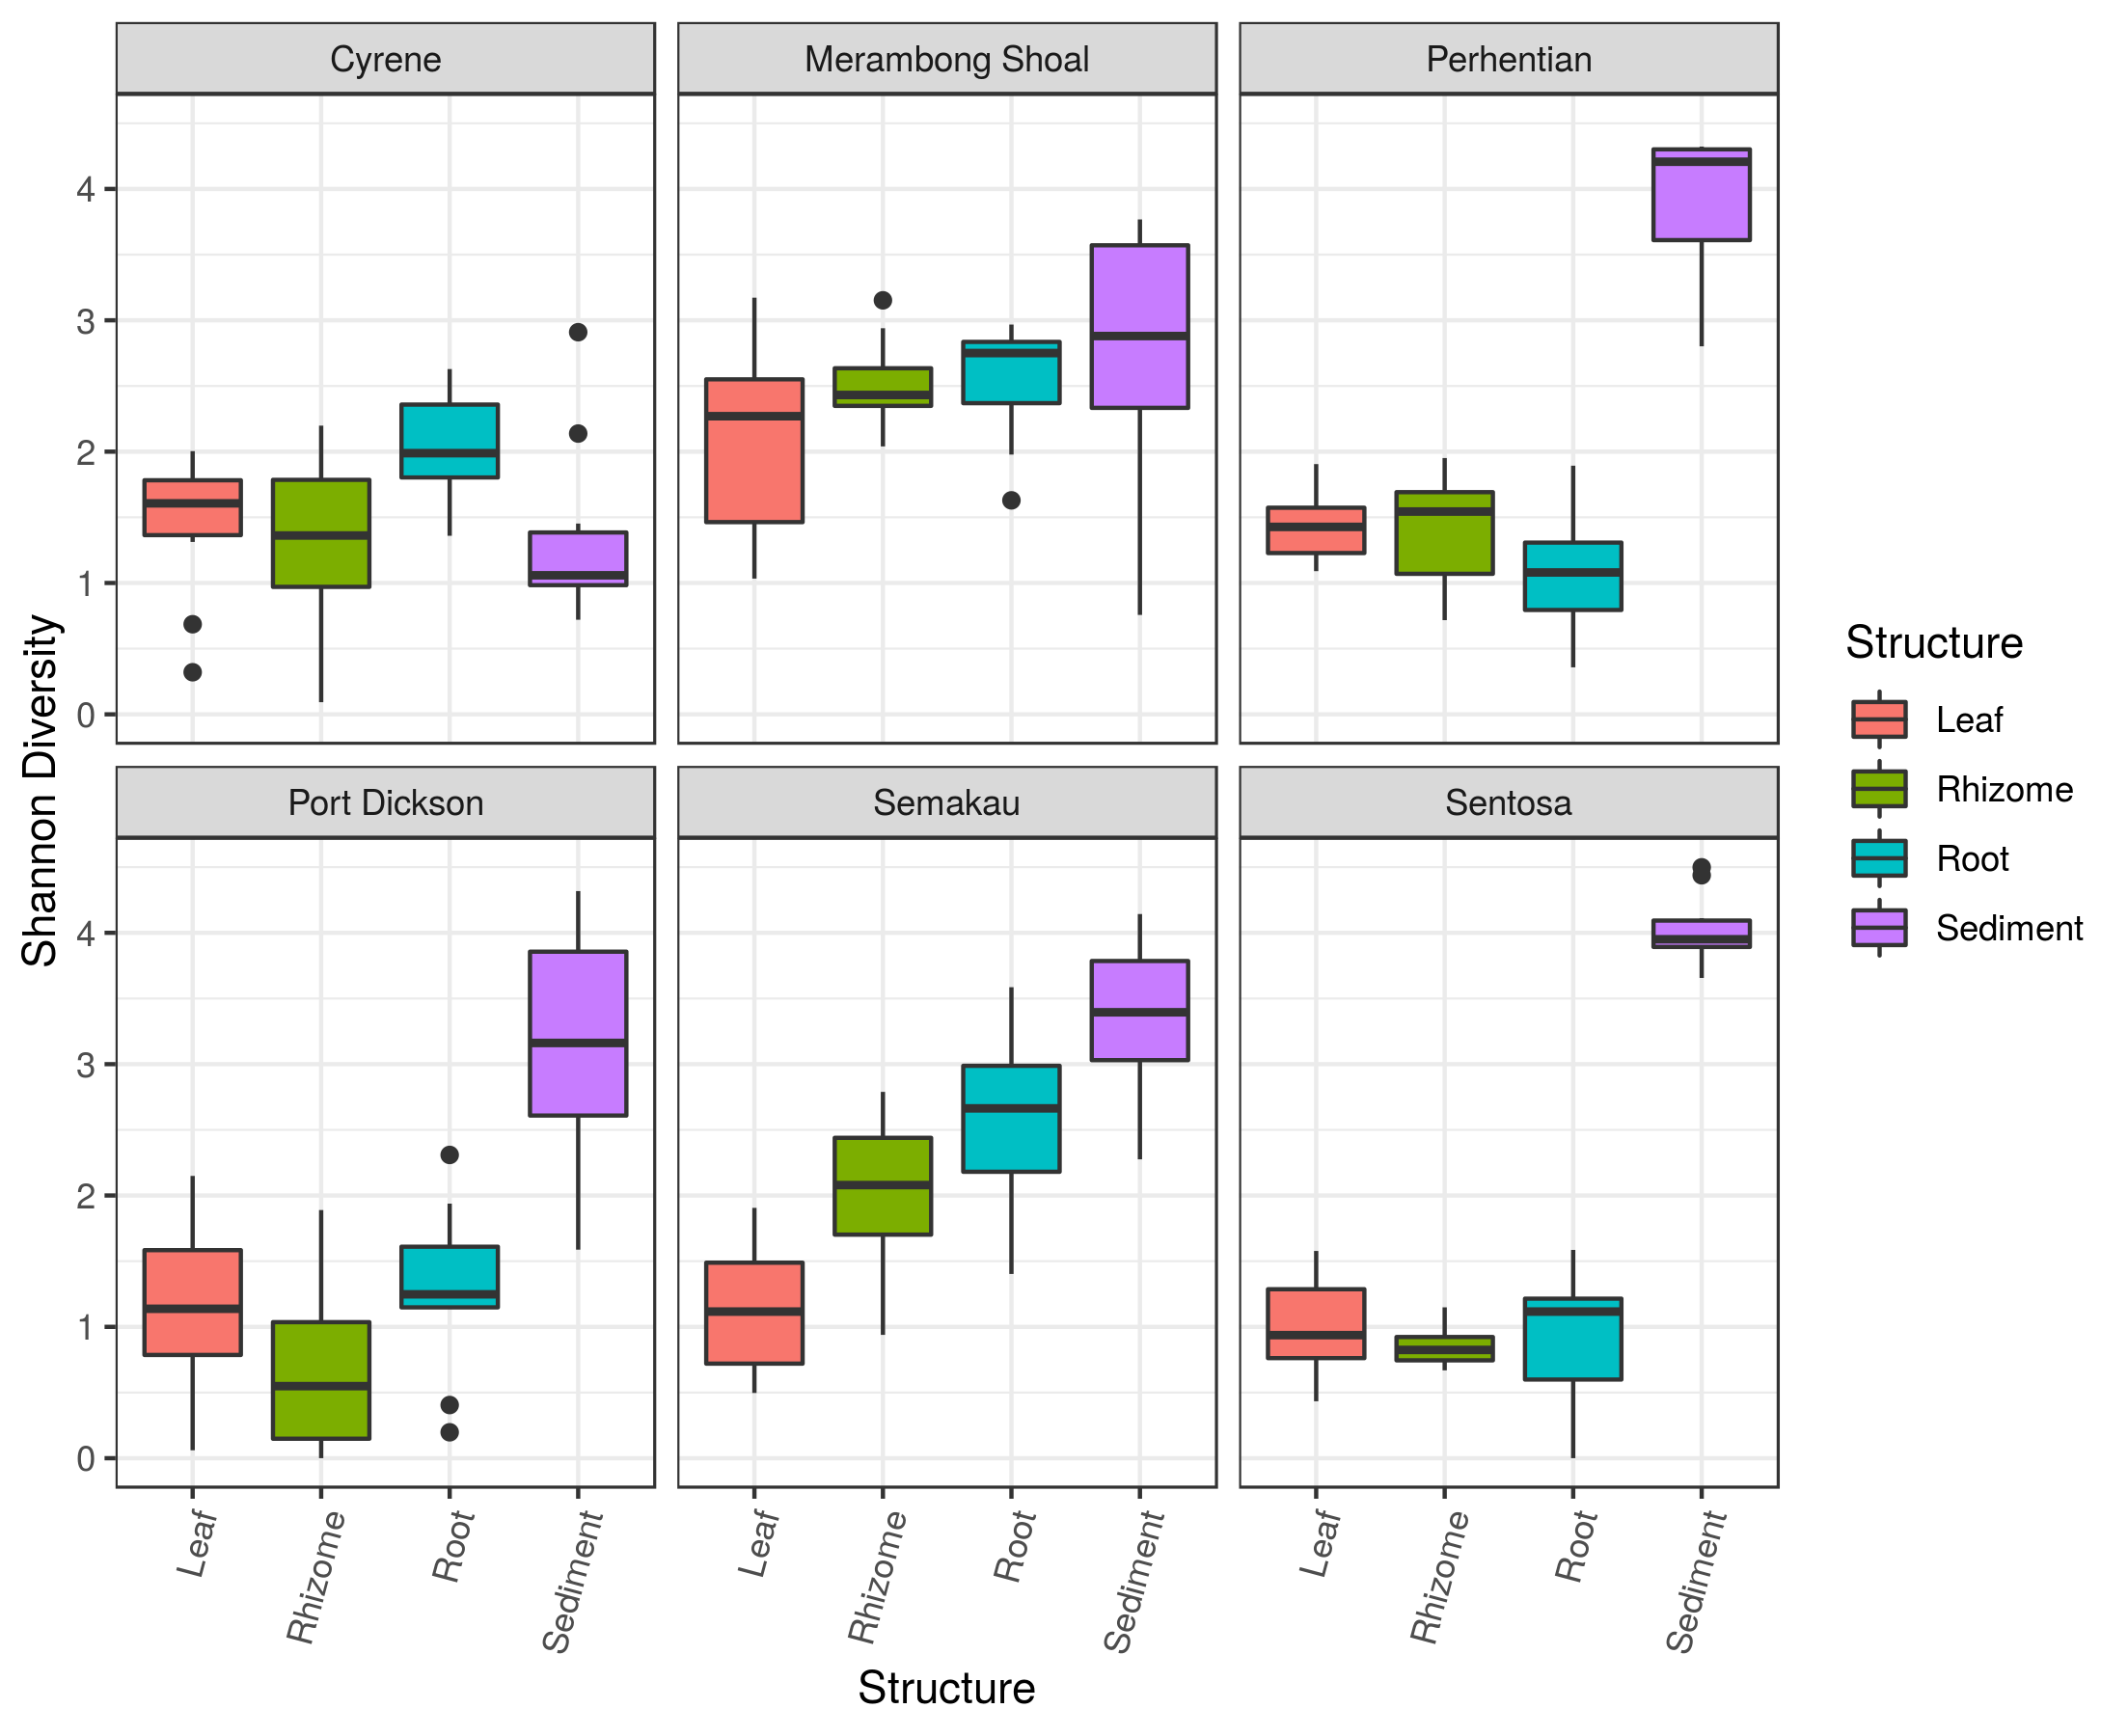 Cyrene
Merambong Shoal
Perhentian
4
3
2
1
0
Port Dickson
Semakau
Sentosa
4
3
2
1
0
Shannon Diversity
Leaf
Rhizome
Root
Sediment
Leaf
Rhizome
Root
Sediment
Leaf
Rhizome
Root
Sediment
Structure
Structure
Leaf
Rhizome
Root
Sediment